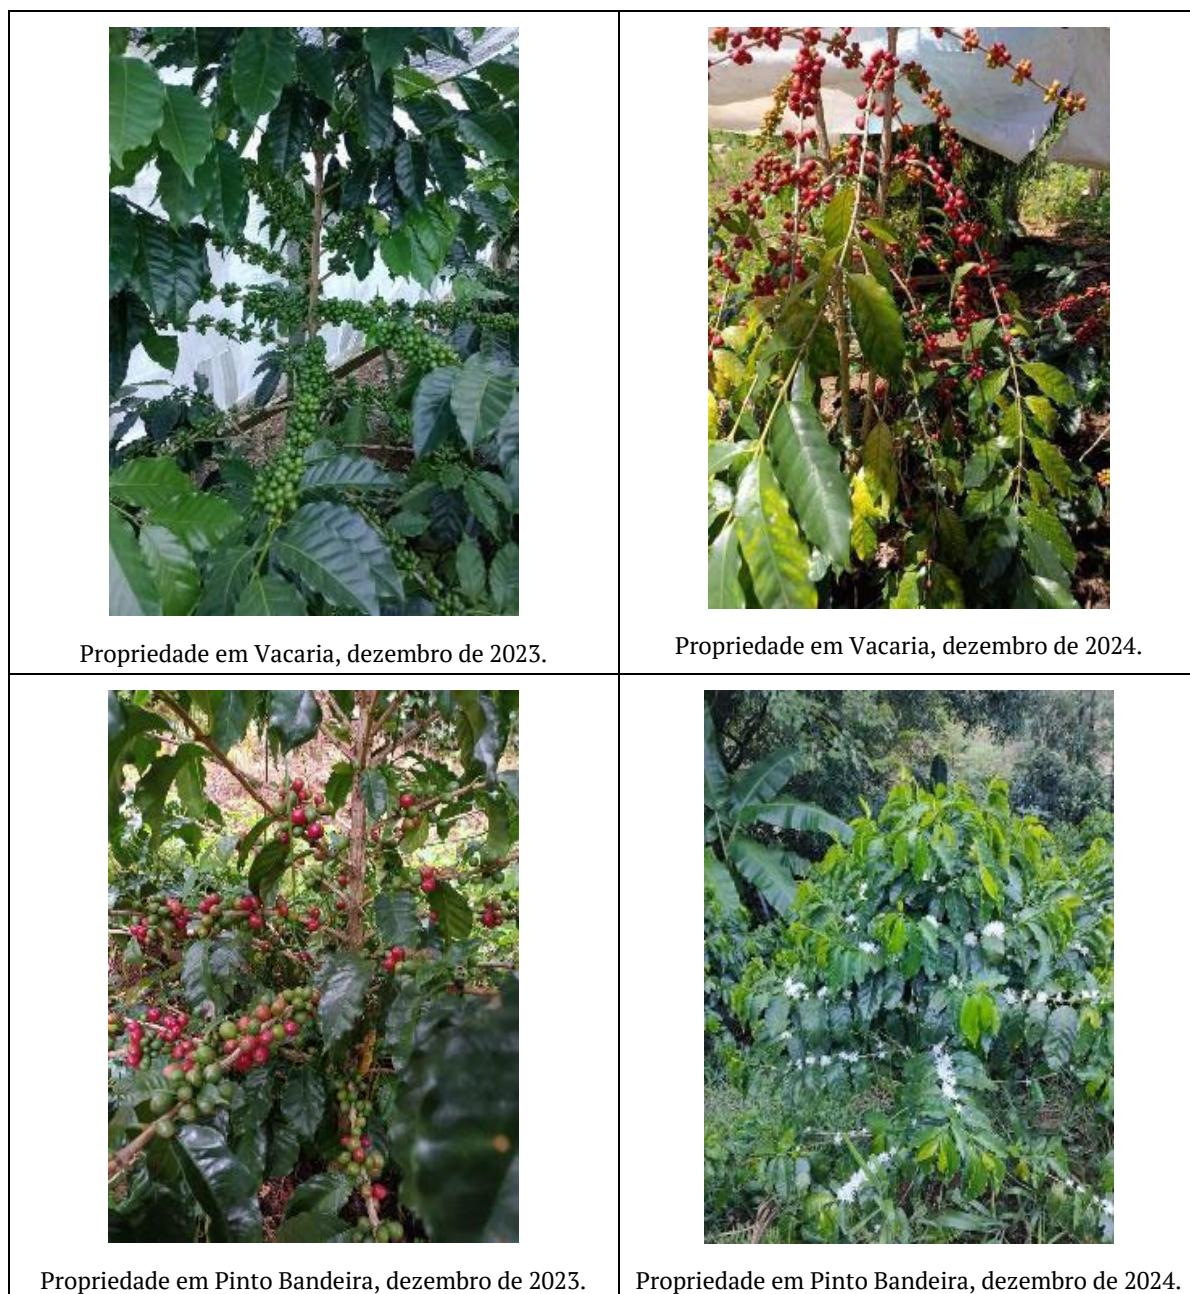 Propriedade em Vacaria, dezembro de 2023.
Propriedade em Vacaria, dezembro de 2024.
Propriedade em Pinto Bandeira, dezembro de 2023.
Propriedade em Pinto Bandeira, dezembro de 2024.